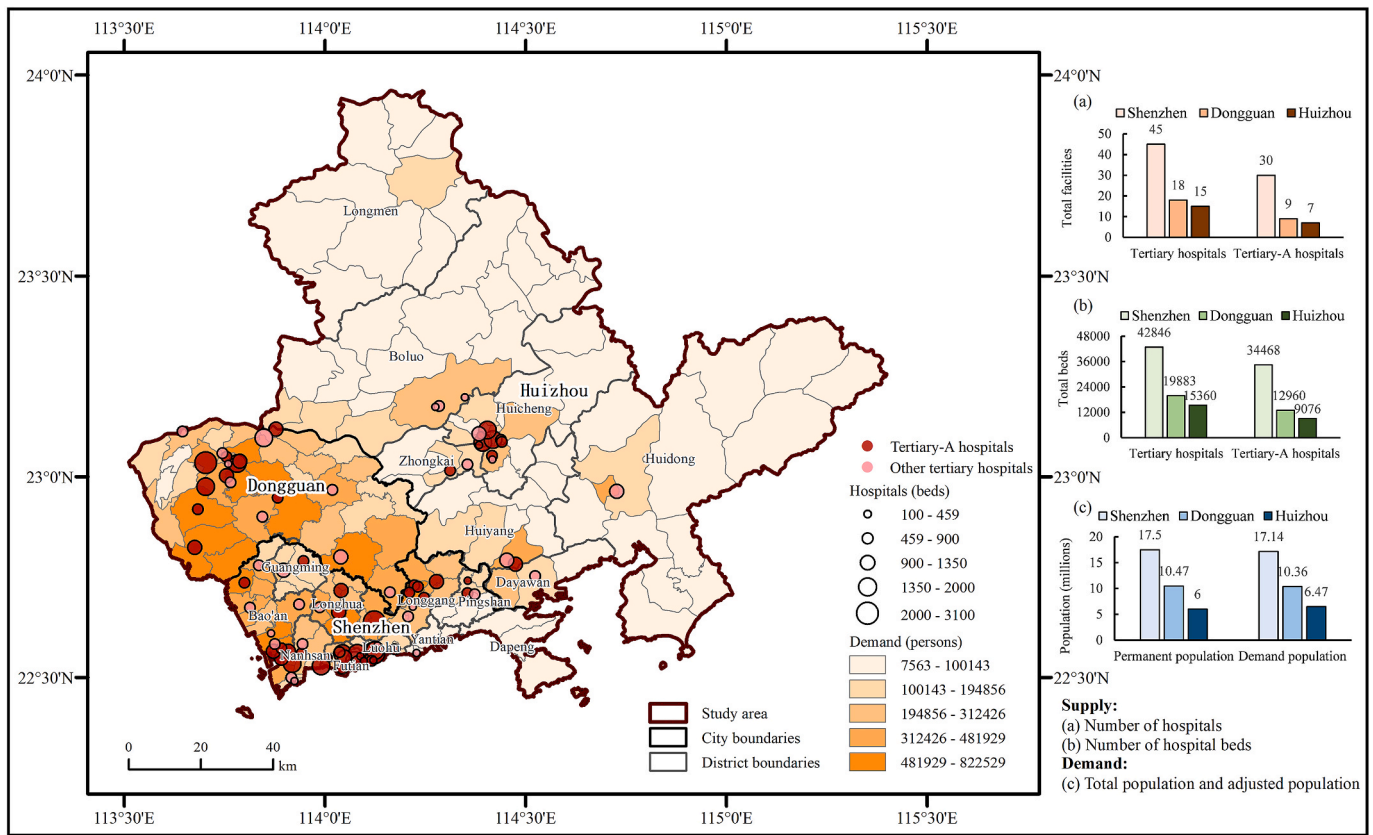 113°30'E 114°0'E 114°30'E 115°0'E 115°30'E
24°0'N 24°0'N
23°30'N 23°30'N
23°0'N 23°0'N
22°30'N 22°30'N
113°30'E 114°0'E 114°30'E 115°0'E 115°30'E
Longmen
Boluo
Huizhou
Huicheng
Zhongkai
Huidong
Dongguan
Huiyang
Guangming
Dayawan
Longhua
Longgang
Pingshan
Bao'an
Shenzhen
Yantian
Nanhsan
Luohu
Dapeng
Futian
0 20 40
km
Tertiary-A hospitals
Other tertiary hospitals
Hospitals (beds)
100 - 459
459 - 900
900 - 1350
1350 - 2000
2000 - 3100
Demand (persons)
7563 - 100143
100143 - 194856
194856 - 312426
312426 - 481929
481929 - 822529
Study area
City boundaries
District boundaries
(a)
Shenzhen Dongguan Huizhou
Total facilities
50
40
30
20
10
0
45 18 15 30 9 7
Tertiary hospitals Tertiary-A hospitals
(b)
Shenzhen Dongguan Huizhou
Total beds
48000
36000
24000
12000
0
42846 19883 15360 34468 12960 9076
Tertiary hospitals Tertiary-A hospitals
(c)
Shenzhen Dongguan Huizhou
Population (millions)
20
15
10
5
0
17.5 10.47 6 17.14 10.36 6.47
Permanent population Demand population
Supply:
(a) Number of hospitals
(b) Number of hospital beds
Demand:
(c) Total population and adjusted population